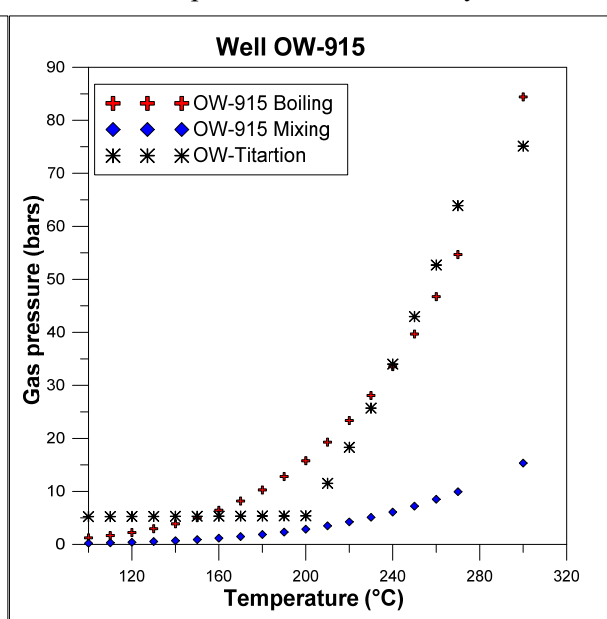 Well OW-915
90
80
70
60
50
40
30
20
10
0
Gas pressure (bars)
OW-915 Boiling
OW-915 Mixing
OW-Titartion
120 160 200 240 280 320
Temperature (°C)